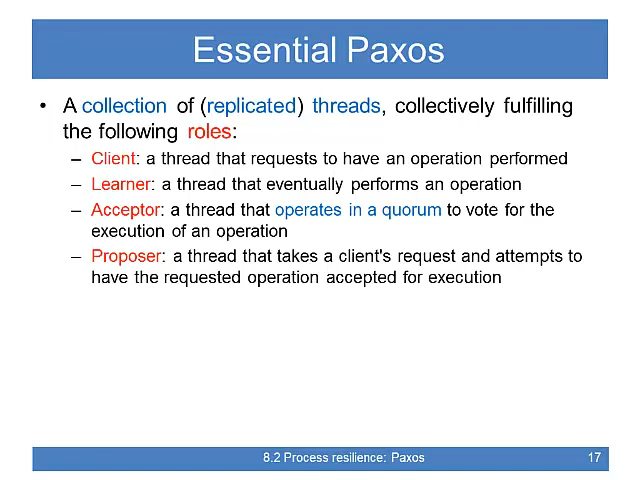 Essential Paxos
• A collection of (replicated) threads, collectively fulfilling
the following roles:
– Client: a thread that requests to have an operation performed
– Learner: a thread that eventually performs an operation
– Acceptor: a thread that operates in a quorum to vote for the
execution of an operation
– Proposer: a thread that takes a client's request and attempts to
have the requested operation accepted for execution
8.2 Process resilience: Paxos 17